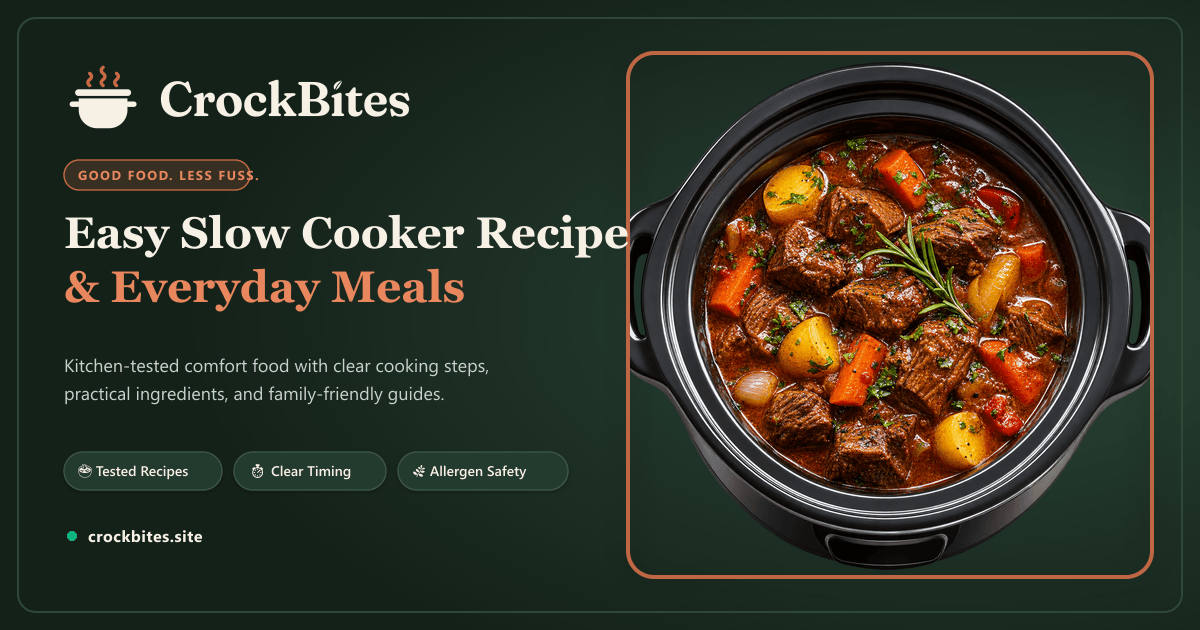 CrockBites
GOOD FOOD. LESS FUSS.
Easy Slow Cooker Recipe
& Everyday Meals
Kitchen-tested comfort food with clear cooking steps,
practical ingredients, and family-friendly guides.
Tested Recipes
Clear Timing
Allergen Safety
crockbites.site